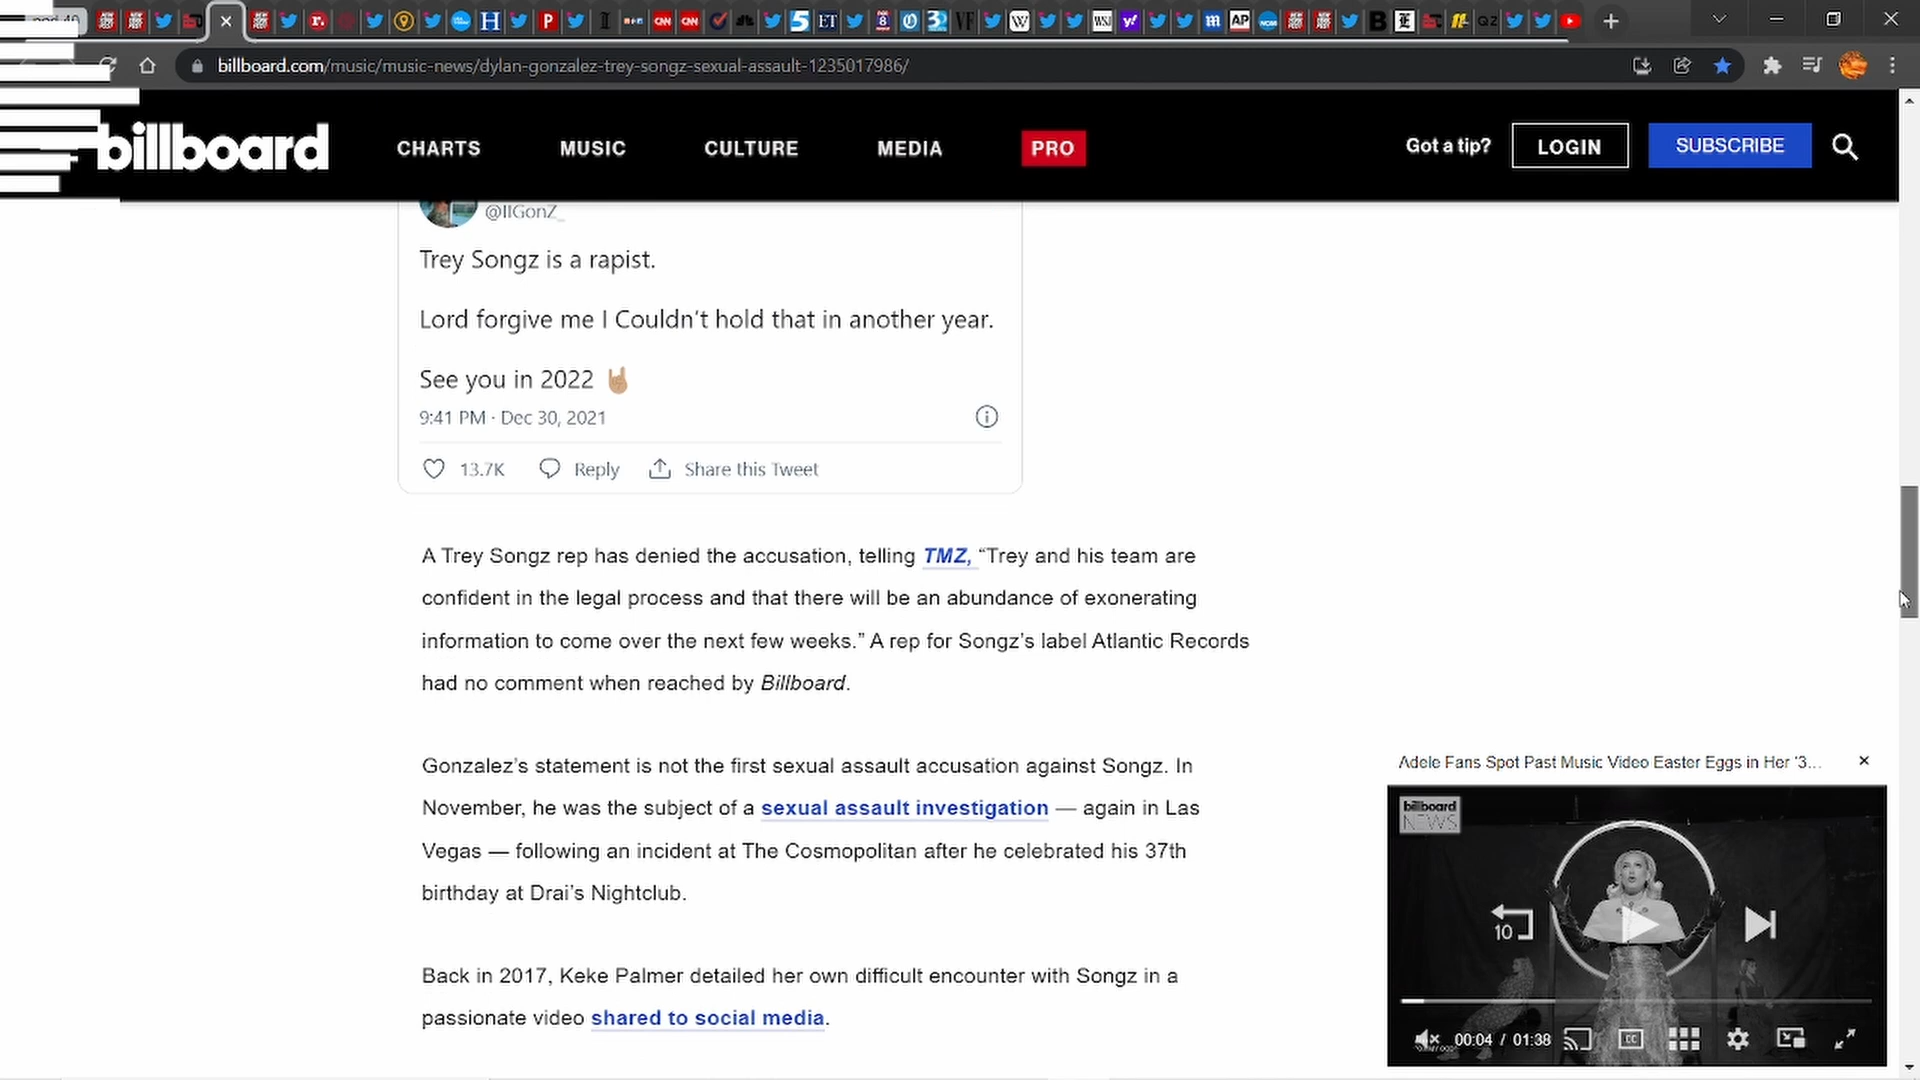 billboard.com/music/music-news/dylan-gonzalez-trey-songz-sexual-assault-1235017986/
billboard
CHARTS
MUSIC
CULTURE
MEDIA
PRO
Got a tip?
LOGIN
SUBSCRIBE
@IIGonZ_
Trey Songz is a rapist.
Lord forgive me I Couldn't hold that in another year.
See you in 2022 🤘🏼
9:41 PM · Dec 30, 2021
13.7K
Reply
Share this Tweet
A Trey Songz rep has denied the accusation, telling TMZ, “Trey and his team are
confident in the legal process and that there will be an abundance of exonerating
information to come over the next few weeks.” A rep for Songz’s label Atlantic Records
had no comment when reached by Billboard.
Gonzalez’s statement is not the first sexual assault accusation against Songz. In
November, he was the subject of a sexual assault investigation — again in Las
Vegas — following an incident at The Cosmopolitan after he celebrated his 37th
birthday at Drai’s Nightclub.
Back in 2017, Keke Palmer detailed her own difficult encounter with Songz in a
passionate video shared to social media.
Adele Fans Spot Past Music Video Easter Eggs in Her '3...
billboard
NEWS
10
00:04 / 01:38
CC